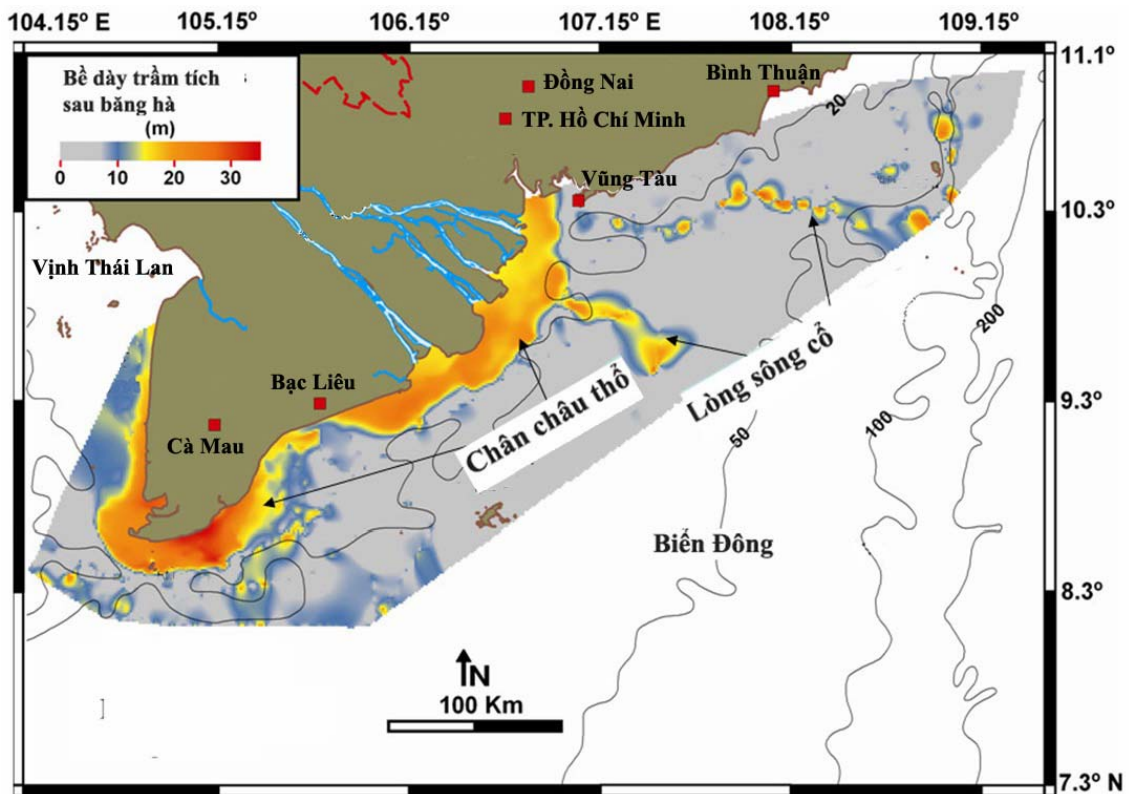 104.15° E
105.15°
106.15°
107.15°
108.15°
109.15°
11.1°
Bề dày trầm tích
sau băng hà
(m)
0
10
20
30
Đồng Nai
Bình Thuận
TP. Hồ Chí Minh
20
Vũng Tàu
10.3°
Vịnh Thái Lan
200
Lòng sông cổ
Chân châu thổ
Bạc Liêu
9.3°
Cà Mau
50
100
Biển Đông
8.3°
N
100 Km
7.3° N